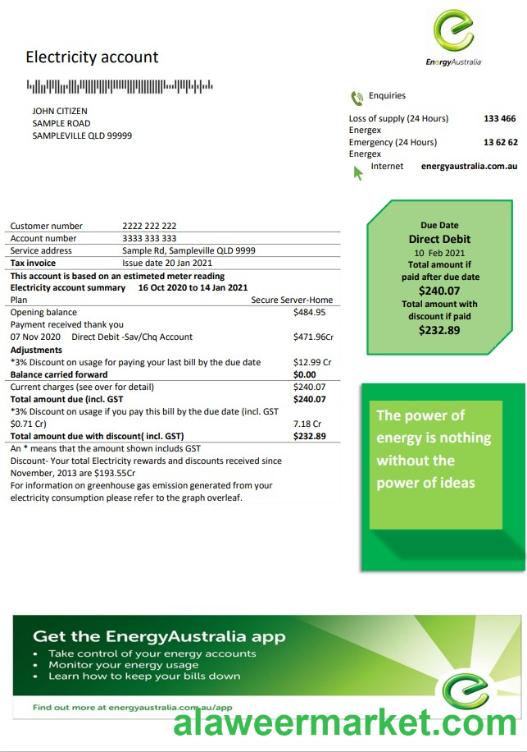 Electricity account
EnergyAustralia
JOHN CITIZEN
SAMPLE ROAD
SAMPLEVILLE QLD 99999
Enquiries
Loss of supply (24 Hours) 133 466
Energex
Emergency (24 Hours) 13 62 62
Energex
Internet energyaustralia.com.au
Customer number 2222 222 222
Account number 3333 333 333
Service address Sample Rd, Sampleville QLD 9999
Tax invoice Issue date 20 Jan 2021
This account is based on an estimated meter reading
Electricity account summary 16 Oct 2020 to 14 Jan 2021
Plan Secure Server-Home
Opening balance $484.95
Payment received thank you
07 Nov 2020 Direct Debit -Sav/Chq Account $471.96Cr
Adjustments
*3% Discount on usage for paying your last bill by the due date $12.99 Cr
Balance carried forward $0.00
Current charges (see over for detail) $240.07
Total amount due (incl. GST $240.07
*3% Discount on usage if you pay this bill by the due date (incl. GST
$0.71 Cr) 7.18 Cr
Total amount due with discount( incl. GST) $232.89
An * means that the amount shown includes GST
Discount- Your total Electricity rewards and discounts received since
November, 2013 are $193.55Cr
For information on greenhouse gas emission generated from your
electricity consumption please refer to the graph overleaf.
Due Date
Direct Debit
10 Feb 2021
Total amount if
paid after due date
$240.07
Total amount with
discount if paid
$232.89
The power of
energy is nothing
without the
power of ideas
Get the EnergyAustralia app
• Take control of your energy accounts
• Monitor your energy usage
• Learn how to keep your bills down
Find out more at energyaustralia.com.au/app
alaweermarket.com